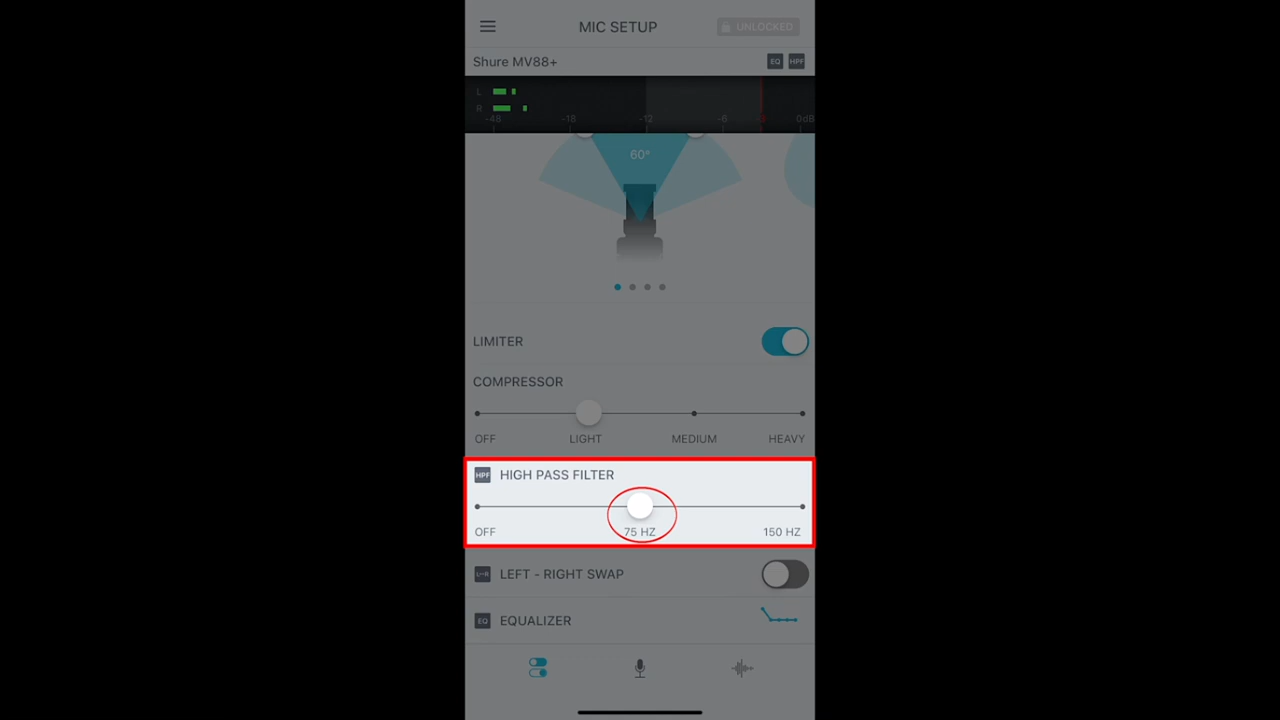 MIC SETUP
UNLOCKED
Shure MV88+
EQ HPF
L
R
-48 -18 -12 -6 3 0dB
60°
LIMITER
COMPRESSOR
OFF LIGHT MEDIUM HEAVY
HPF HIGH PASS FILTER
OFF 75 HZ 150 HZ
L↔R LEFT - RIGHT SWAP
EQ EQUALIZER